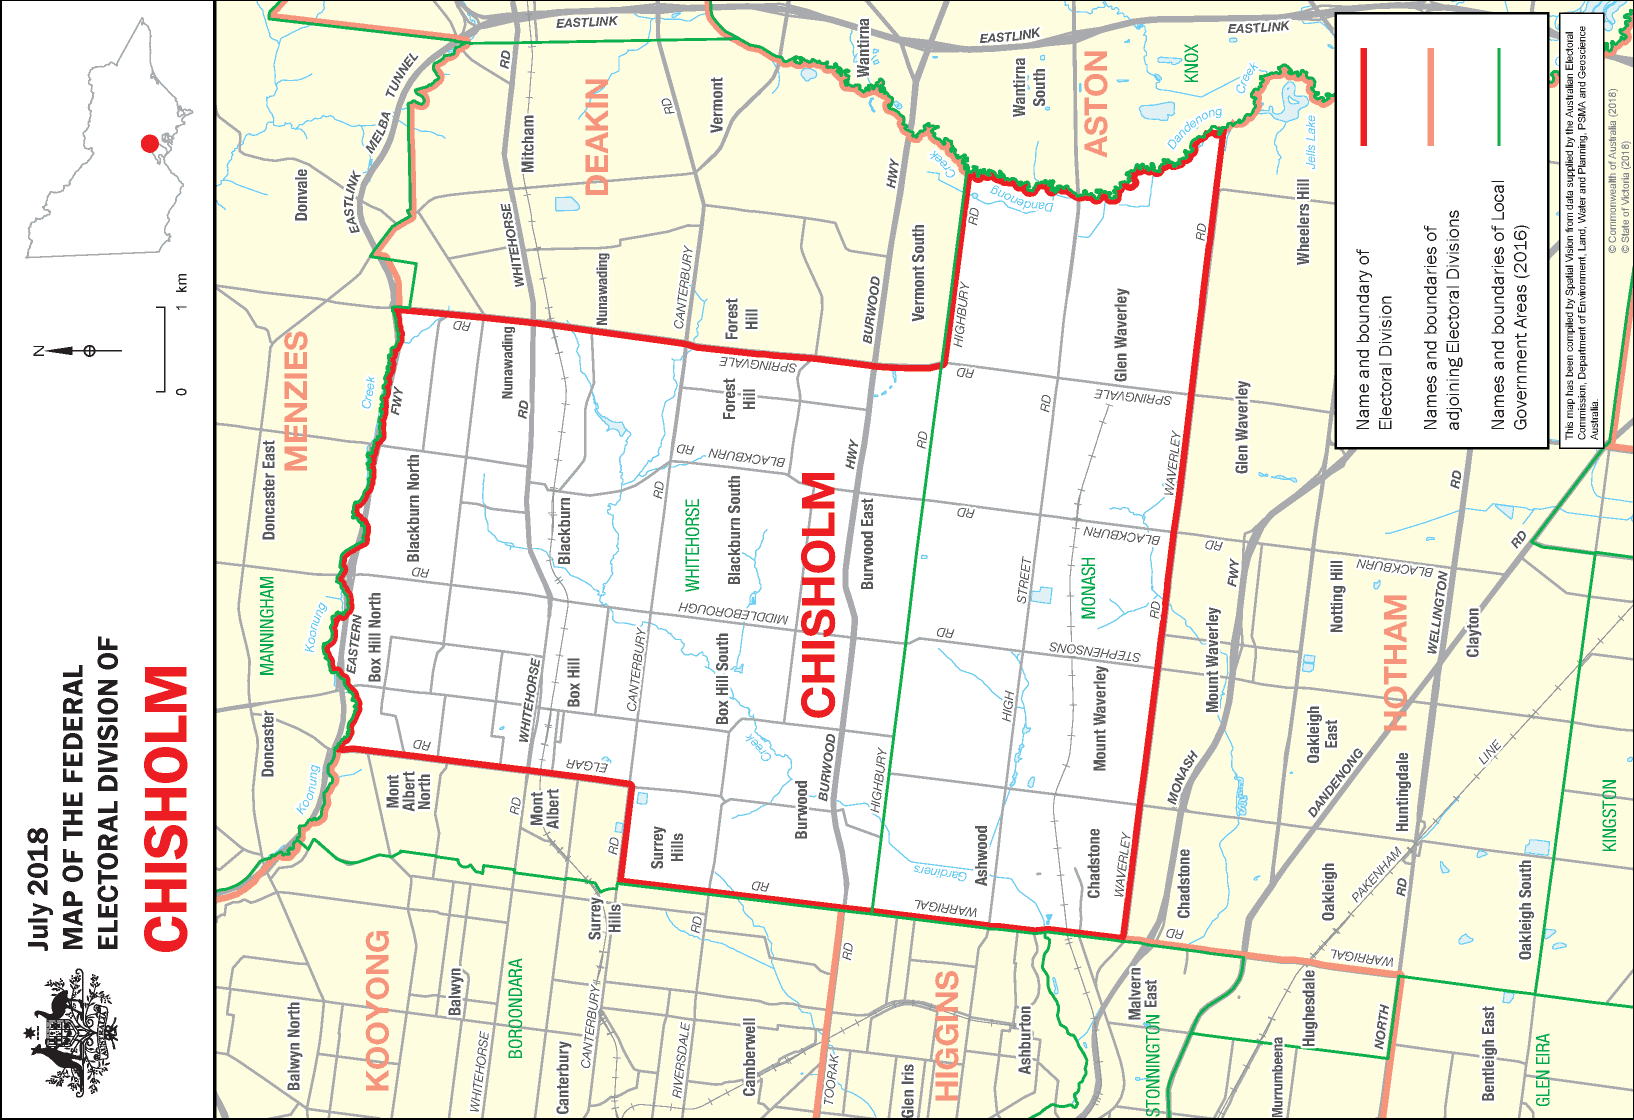 July 2018
MAP OF THE FEDERAL
ELECTORAL DIVISION OF
CHISHOLM
N
0 1 km
Name and boundary of
Electoral Division
Names and boundaries of
adjoining Electoral Divisions
Names and boundaries of Local
Government Areas (2016)
This map has been compiled by Spatial Vision from data supplied by the Australian Electoral
Commission, Department of Environment, Land, Water and Planning, PSMA and Geoscience
Australia.
© Commonwealth of Australia (2018)
© State of Victoria (2018)
CHISHOLM
MENZIES
DEAKIN
ASTON
HOTHAM
HIGGINS
KOOYONG
MANNINGHAM
WHITEHORSE
MONASH
KNOX
BOROONDARA
STONNINGTON
GLEN EIRA
KINGSTON
Balwyn North
Doncaster
Doncaster East
Donvale
Koonung
Koonung
Creek
EASTERN
FWY
EASTLINK
MELBA TUNNEL
EASTLINK
EASTLINK
EASTLINK
Mont
Albert
North
Box Hill North
Blackburn North
Nunawading
Mitcham
RD
RD
RD
Balwyn
WHITEHORSE
RD
WHITEHORSE
RD
WHITEHORSE
RD
Mont
Albert
Box Hill
Blackburn
Nunawading
ELGAR
Canterbury
CANTERBURY
RD
CANTERBURY
RD
CANTERBURY
RD
Surrey
Hills
Surrey
Hills
RIVERSDALE
RD
Camberwell
Box Hill South
Blackburn South
Forest
Hill
Forest
Hill
Vermont
MIDDLEBOROUGH
BLACKBURN
RD
SPRINGVALE
RD
Creek
Burwood
Burwood East
Vermont South
Wantirna
TOORAK
RD
BURWOOD
HWY
BURWOOD
HWY
HIGHBURY
RD
HIGHBURY
RD
Glen Iris
WARRIGAL
Gardiners
Ashwood
Ashburton
HIGH
STREET
RD
RD
RD
RD
STEPHENSONS
BLACKBURN
SPRINGVALE
Creek
Dandenong
Dandenong
Creek
Wantirna
South
Jells Lake
Chadstone
Mount Waverley
Glen Waverley
WAVERLEY
RD
WAVERLEY
RD
Malvern
East
Chadstone
Mount Waverley
Glen Waverley
Wheelers Hill
RD
MONASH
FWY
RD
BLACKBURN
Notting Hill
Oakleigh
East
DANDENONG
RD
WARRIGAL
Hughesdale
Murrumbeena
Oakleigh
Huntingdale
Clayton
PAKENHAM
LINE
NORTH
RD
WELLINGTON
RD
Oakleigh South
Bentleigh East